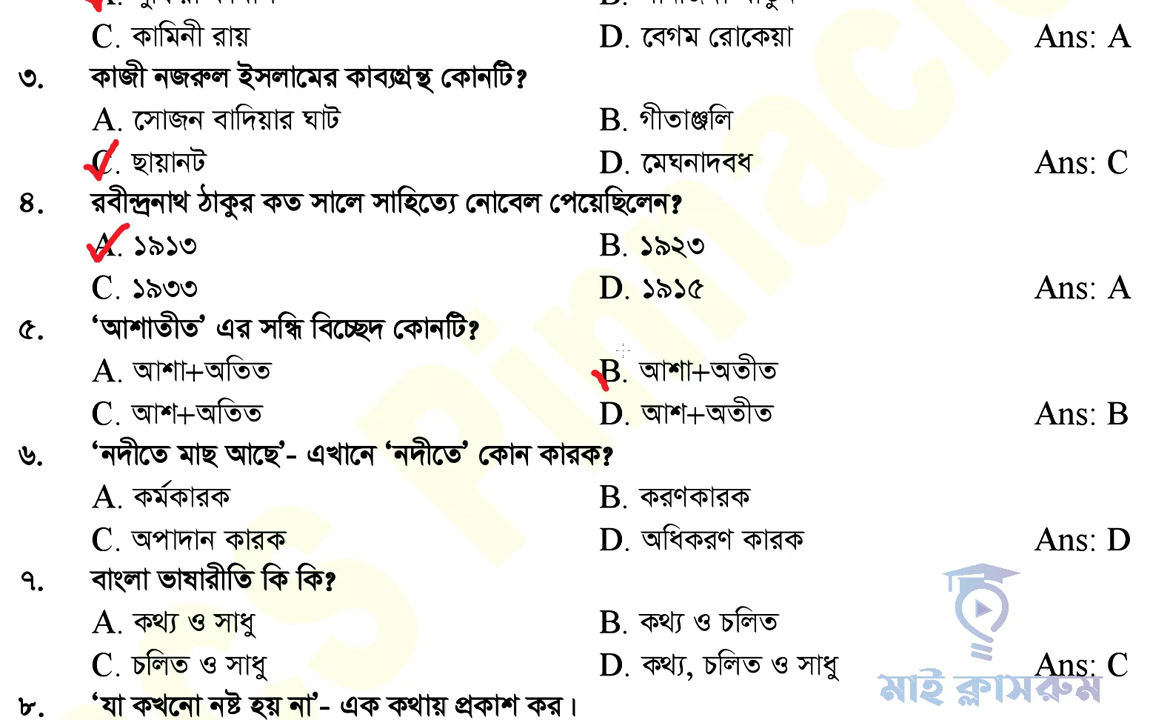 C. কামিনী রায় D. বেগম রোকেয়া Ans: A
৩. কাজী নজরুল ইসলামের কাব্যগ্রন্থ কোনটি?
A. সোজন বাদিয়ার ঘাট B. গীতাঞ্জলি
C. ছায়ানট D. মেঘনাদবধ Ans: C
৪. রবীন্দ্রনাথ ঠাকুর কত সালে সাহিত্যে নোবেল পেয়েছিলেন?
A. ১৯১৩ B. ১৯২৩
C. ১৯৩৩ D. ১৯১৫ Ans: A
৫. ‘আশাতীত’ এর সন্ধি বিচ্ছেদ কোনটি?
A. আশা+অতিত B. আশা+অতীত
C. আশ+অতিত D. আশ+অতীত Ans: B
৬. ‘নদীতে মাছ আছে’- এখানে ‘নদীতে’ কোন কারক?
A. কর্মকারক B. করণকারক
C. অপাদান কারক D. অধিকরণ কারক Ans: D
৭. বাংলা ভাষারীতি কি কি?
A. কথ্য ও সাধু B. কথ্য ও চলিত
C. চলিত ও সাধু D. কথ্য, চলিত ও সাধু Ans: C
মাই ক্লাসরুম
৮. ‘যা কখনো নষ্ট হয় না’- এক কথায় প্রকাশ কর।